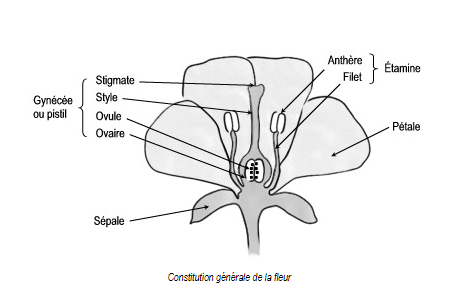 Stigmate
Gynécée
ou pistil
Style
Ovule
Ovaire
Anthère
Filet
Étamine
Pétale
Sépale
Constitution générale de la fleur